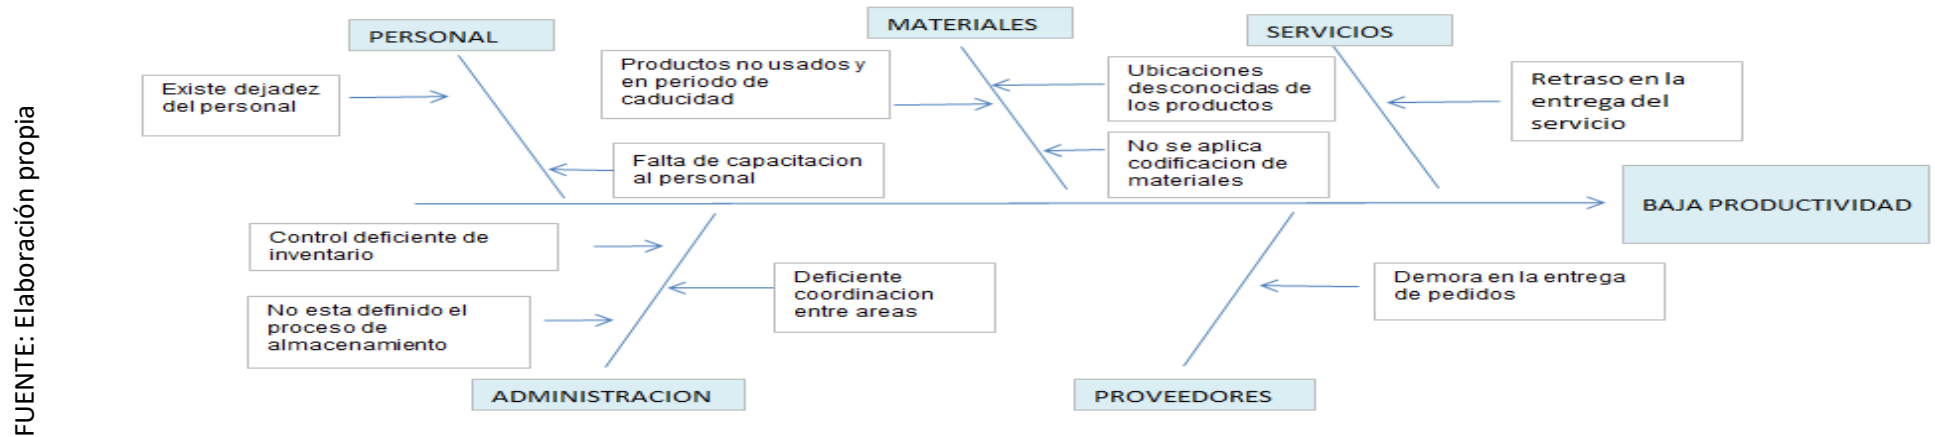 FUENTE: Elaboración propia
PERSONAL
MATERIALES
SERVICIOS
Existe dejadez
del personal
Productos no usados y
en periodo de
caducidad
Ubicaciones
desconocidas de
los productos
Retraso en la
entrega del
servicio
Falta de capacitacion
al personal
No se aplica
codificacion de
materiales
BAJA PRODUCTIVIDAD
Control deficiente de
inventario
Deficiente
coordinacion
entre areas
Demora en la entrega
de pedidos
No esta definido el
proceso de
almacenamiento
ADMINISTRACION
PROVEEDORES